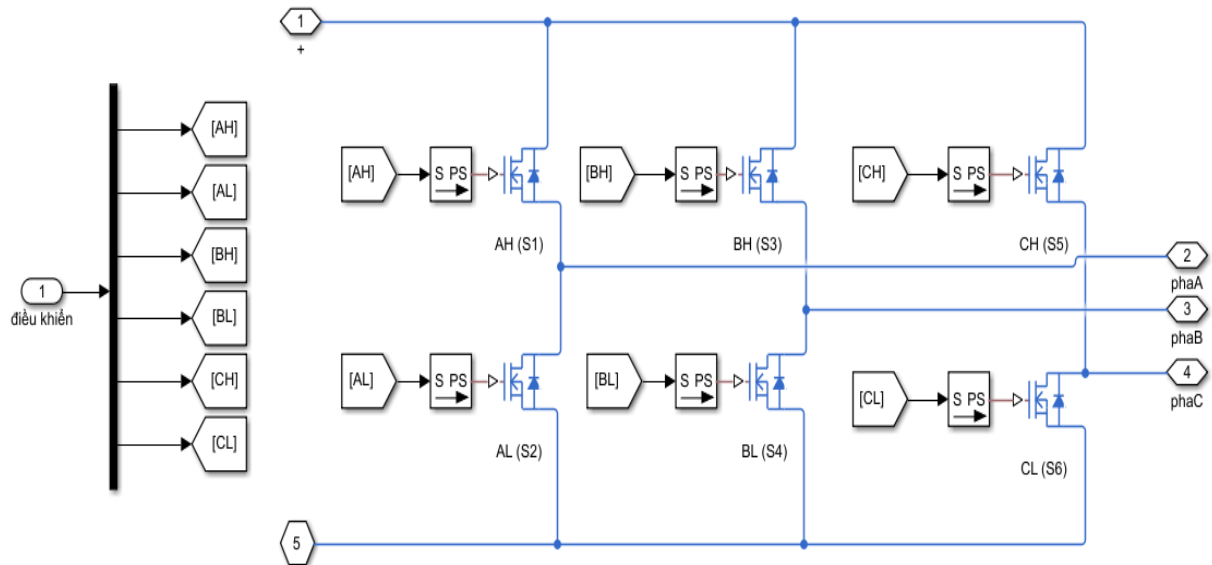 1
+
[AH]
[AL]
[BH]
[BL]
[CH]
[CL]
1
điều khiển
[AH]
S PS
[BH]
S PS
[CH]
S PS
AH (S1)
BH (S3)
CH (S5)
2
phaA
3
phaB
4
phaC
[AL]
S PS
[BL]
S PS
[CL]
S PS
AL (S2)
BL (S4)
CL (S6)
5